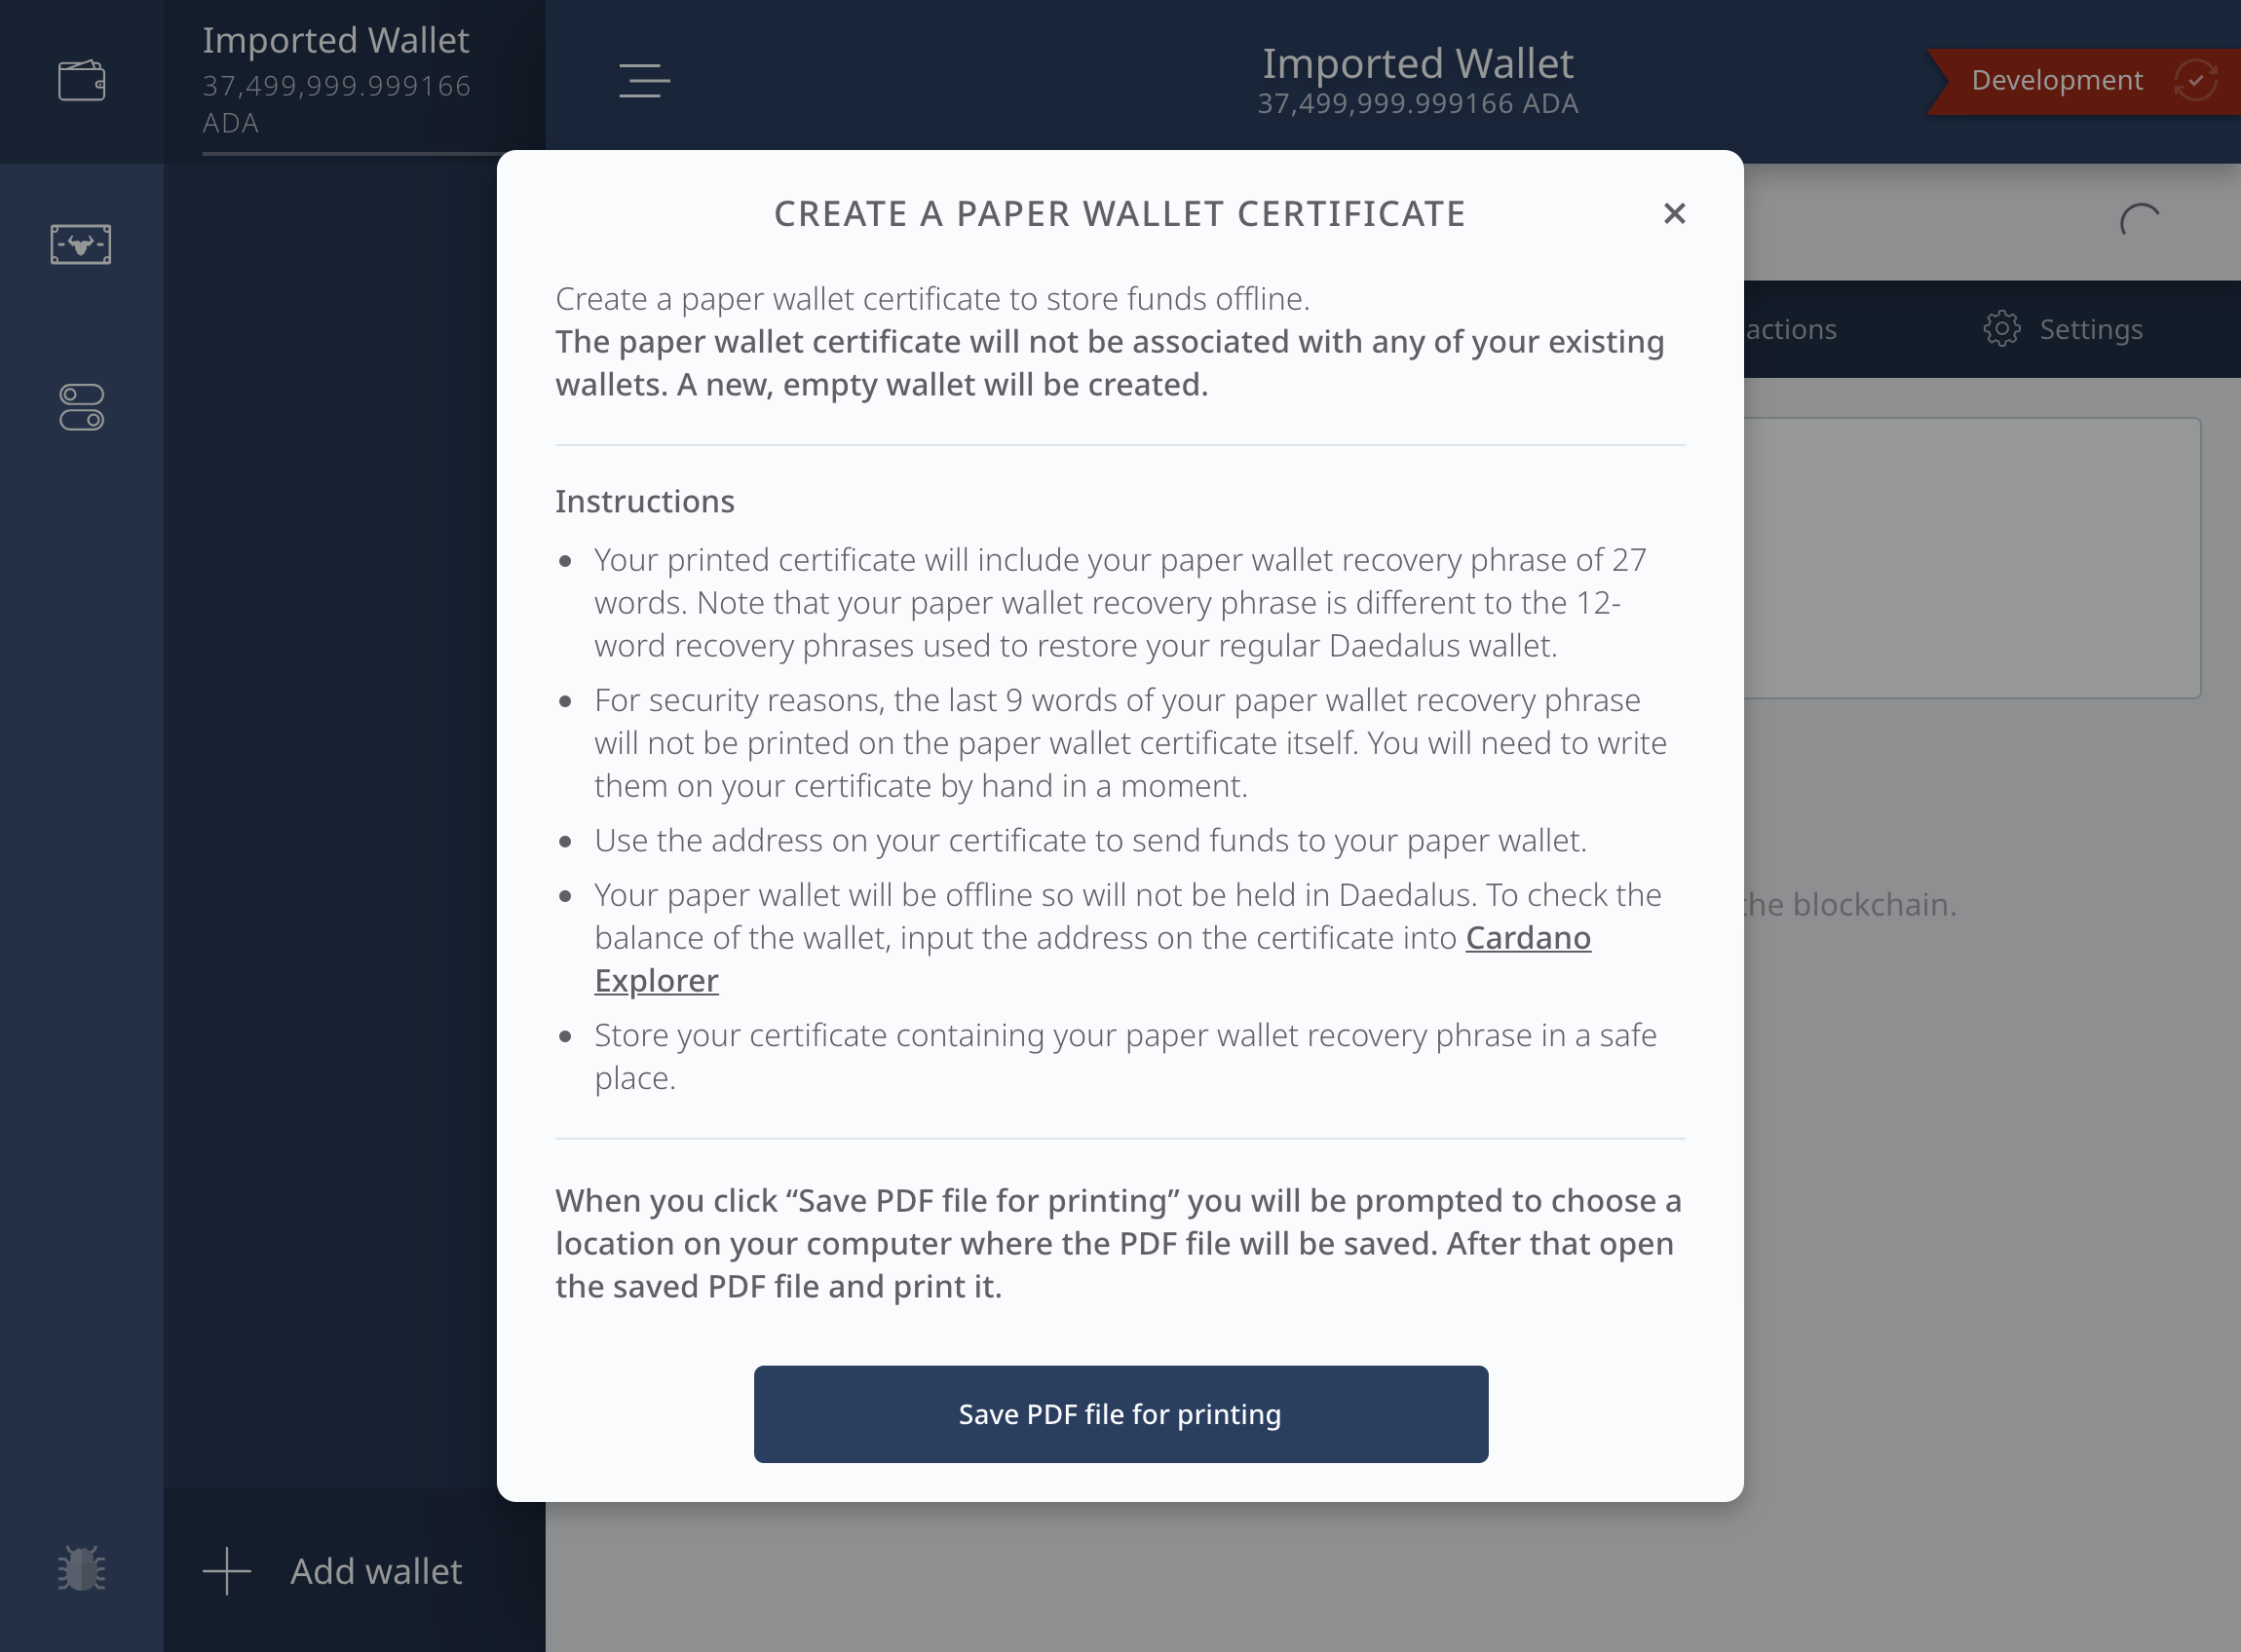 Imported Wallet
37,499,999.999166
ADA
Imported Wallet
37,499,999.999166 ADA
Development
CREATE A PAPER WALLET CERTIFICATE
Create a paper wallet certificate to store funds offline.
The paper wallet certificate will not be associated with any of your existing
wallets. A new, empty wallet will be created.
actions
Settings
Instructions
Your printed certificate will include your paper wallet recovery phrase of 27
words. Note that your paper wallet recovery phrase is different to the 12-
word recovery phrases used to restore your regular Daedalus wallet.
For security reasons, the last 9 words of your paper wallet recovery phrase
will not be printed on the paper wallet certificate itself. You will need to write
them on your certificate by hand in a moment.
Use the address on your certificate to send funds to your paper wallet.
Your paper wallet will be offline so will not be held in Daedalus. To check the
balance of the wallet, input the address on the certificate into Cardano
Explorer
the blockchain.
Store your certificate containing your paper wallet recovery phrase in a safe
place.
When you click “Save PDF file for printing” you will be prompted to choose a
location on your computer where the PDF file will be saved. After that open
the saved PDF file and print it.
Save PDF file for printing
Add wallet